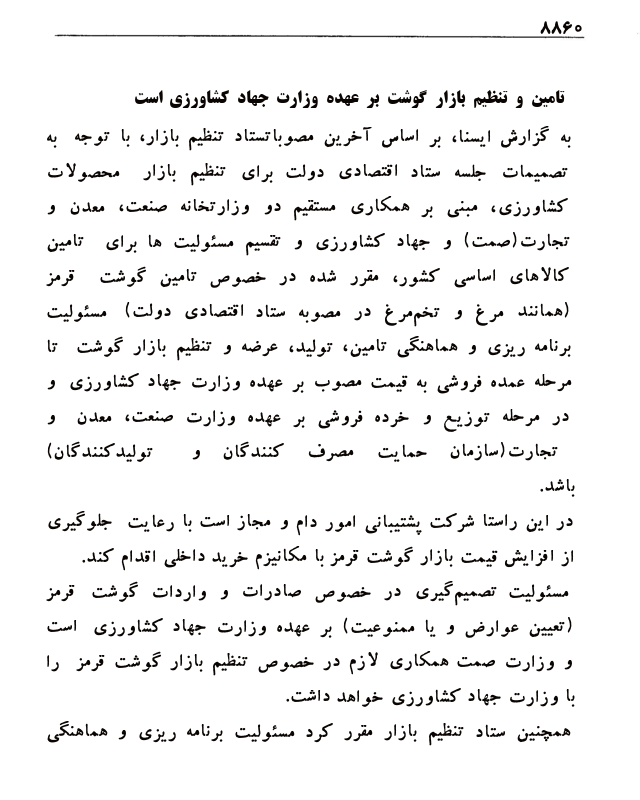 ۸۸۶۰
تامین و تنظیم بازار گوشت بر عهده وزارت جهاد کشاورزی است
به گزارش ایسنا، بر اساس آخرین مصوباتستاد تنظیم بازار، با توجه به
تصمیمات جلسه ستاد اقتصادی دولت برای تنظیم بازار محصولات
کشاورزی، مبنی بر همکاری مستقیم دو وزارتخانه صنعت، معدن و
تجارت(صمت) و جهاد کشاورزی و تقسیم مسئولیت ها برای تامین
کالاهای اساسی کشور، مقرر شده در خصوص تامین گوشت قرمز
(همانند مرغ و تخم‌مرغ در مصوبه ستاد اقتصادی دولت) مسئولیت
برنامه ریزی و هماهنگی تامین، تولید، عرضه و تنظیم بازار گوشت تا
مرحله عمده فروشی به قیمت مصوب بر عهده وزارت جهاد کشاورزی و
در مرحله توزیع و خرده فروشی بر عهده وزارت صنعت، معدن و
تجارت(سازمان حمایت مصرف کنندگان و تولیدکنندگان)
باشد.
در این راستا شرکت پشتیبانی امور دام و مجاز است با رعایت جلوگیری
از افزایش قیمت بازار گوشت قرمز با مکانیزم خرید داخلی اقدام کند.
مسئولیت تصمیم‌گیری در خصوص صادرات و واردات گوشت قرمز
(تعیین عوارض و یا ممنوعیت) بر عهده وزارت جهاد کشاورزی است
و وزارت صمت همکاری لازم در خصوص تنظیم بازار گوشت قرمز را
با وزارت جهاد کشاورزی خواهد داشت.
همچنین ستاد تنظیم بازار مقرر کرد مسئولیت برنامه ریزی و هماهنگی